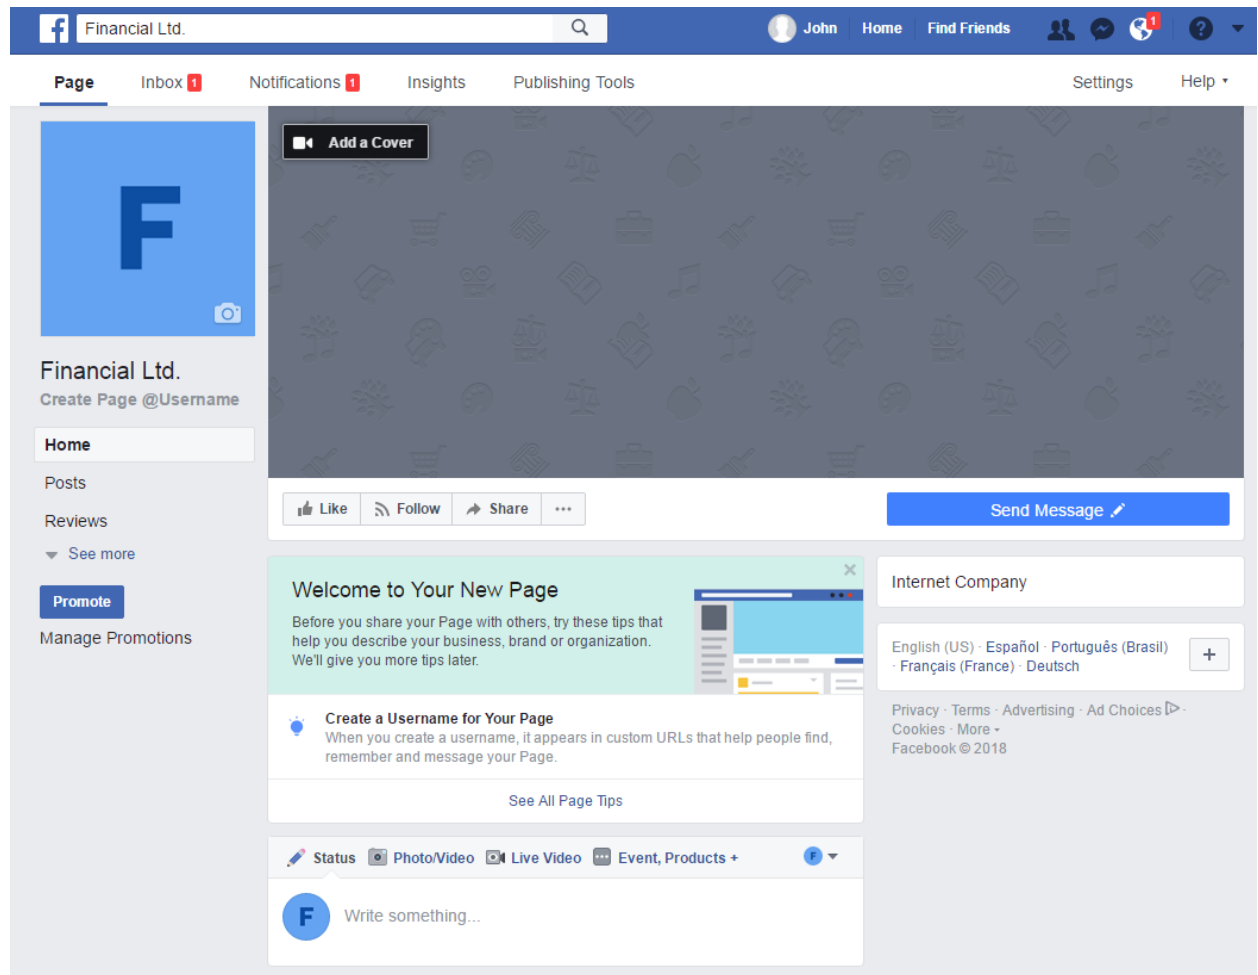 f Financial Ltd. John Home Find Friends 1 ?
Page Inbox 1 Notifications 1 Insights Publishing Tools Settings Help
Add a Cover
F
Financial Ltd.
Create Page @Username
Home
Posts
Reviews
See more
Promote
Manage Promotions
Like Follow Share ...
Send Message
Welcome to Your New Page
Before you share your Page with others, try these tips that
help you describe your business, brand or organization.
We'll give you more tips later.
Create a Username for Your Page
When you create a username, it appears in custom URLs that help people find,
remember and message your Page.
See All Page Tips
Status Photo/Video Live Video Event, Products + F
F Write something...
Internet Company
English (US) · Español · Português (Brasil)
· Français (France) · Deutsch
+
Privacy · Terms · Advertising · Ad Choices ·
Cookies · More
Facebook © 2018